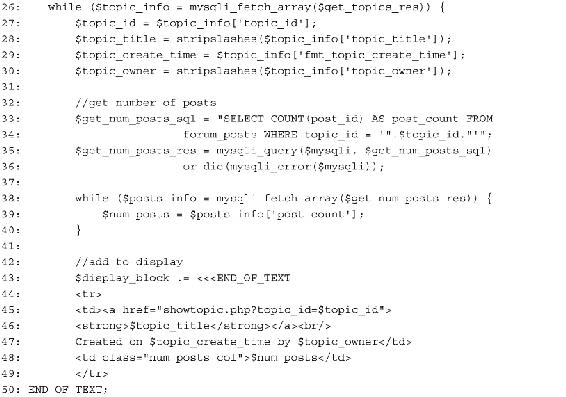 26:    while ($topic_info = mysqli_fetch_array($get_topics_res)) {
27:        $topic_id = $topic_info['topic_id'];
28:        $topic_title = stripslashes($topic_info['topic_title']);
29:        $topic_create_time = $topic_info['fmt_topic_create_time'];
30:        $topic_owner = stripslashes($topic_info['topic_owner']);
31:
32:        //get number of posts
33:        $get_num_posts_sql = "SELECT COUNT(post_id) AS post_count FROM
34:                            forum_posts WHERE topic_id = '".$topic_id."'";
35:        $get_num_posts_res = mysqli_query($mysqli, $get_num_posts_sql)
36:                        or die(mysqli_error($mysqli));
37:
38:        while ($posts_info = mysqli_fetch_array($get_num_posts_res)) {
39:            $num_posts = $posts_info['post_count'];
40:        }
41:
42:        //add to display
43:        $display_block .= <<<END_OF_TEXT
44:        <tr>
45:        <td><a href="showtopic.php?topic_id=$topic_id">
46:        <strong>$topic_title</strong></a><br/>
47:        Created on $topic_create_time by $topic_owner</td>
48:        <td class="num_posts_col">$num_posts</td>
49:        </tr>
50: END_OF_TEXT;